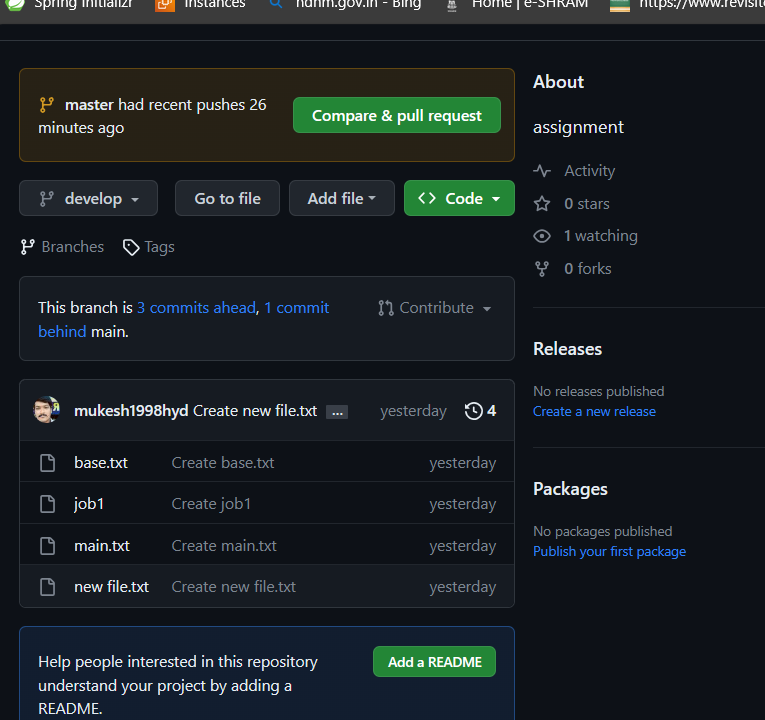 Spring Initializr
Instances
ndhm.gov.in - Bing
Home | e-SHRAM
https://www.revisit
master had recent pushes 26
minutes ago
Compare & pull request
develop
Go to file
Add file
<> Code
Branches
Tags
This branch is 3 commits ahead, 1 commit
behind main.
Contribute
mukesh1998hyd Create new file.txt ... yesterday 4
base.txt Create base.txt yesterday
job1 Create job1 yesterday
main.txt Create main.txt yesterday
new file.txt Create new file.txt yesterday
Help people interested in this repository
understand your project by adding a
README.
Add a README
About
assignment
Activity
0 stars
1 watching
0 forks
Releases
No releases published
Create a new release
Packages
No packages published
Publish your first package